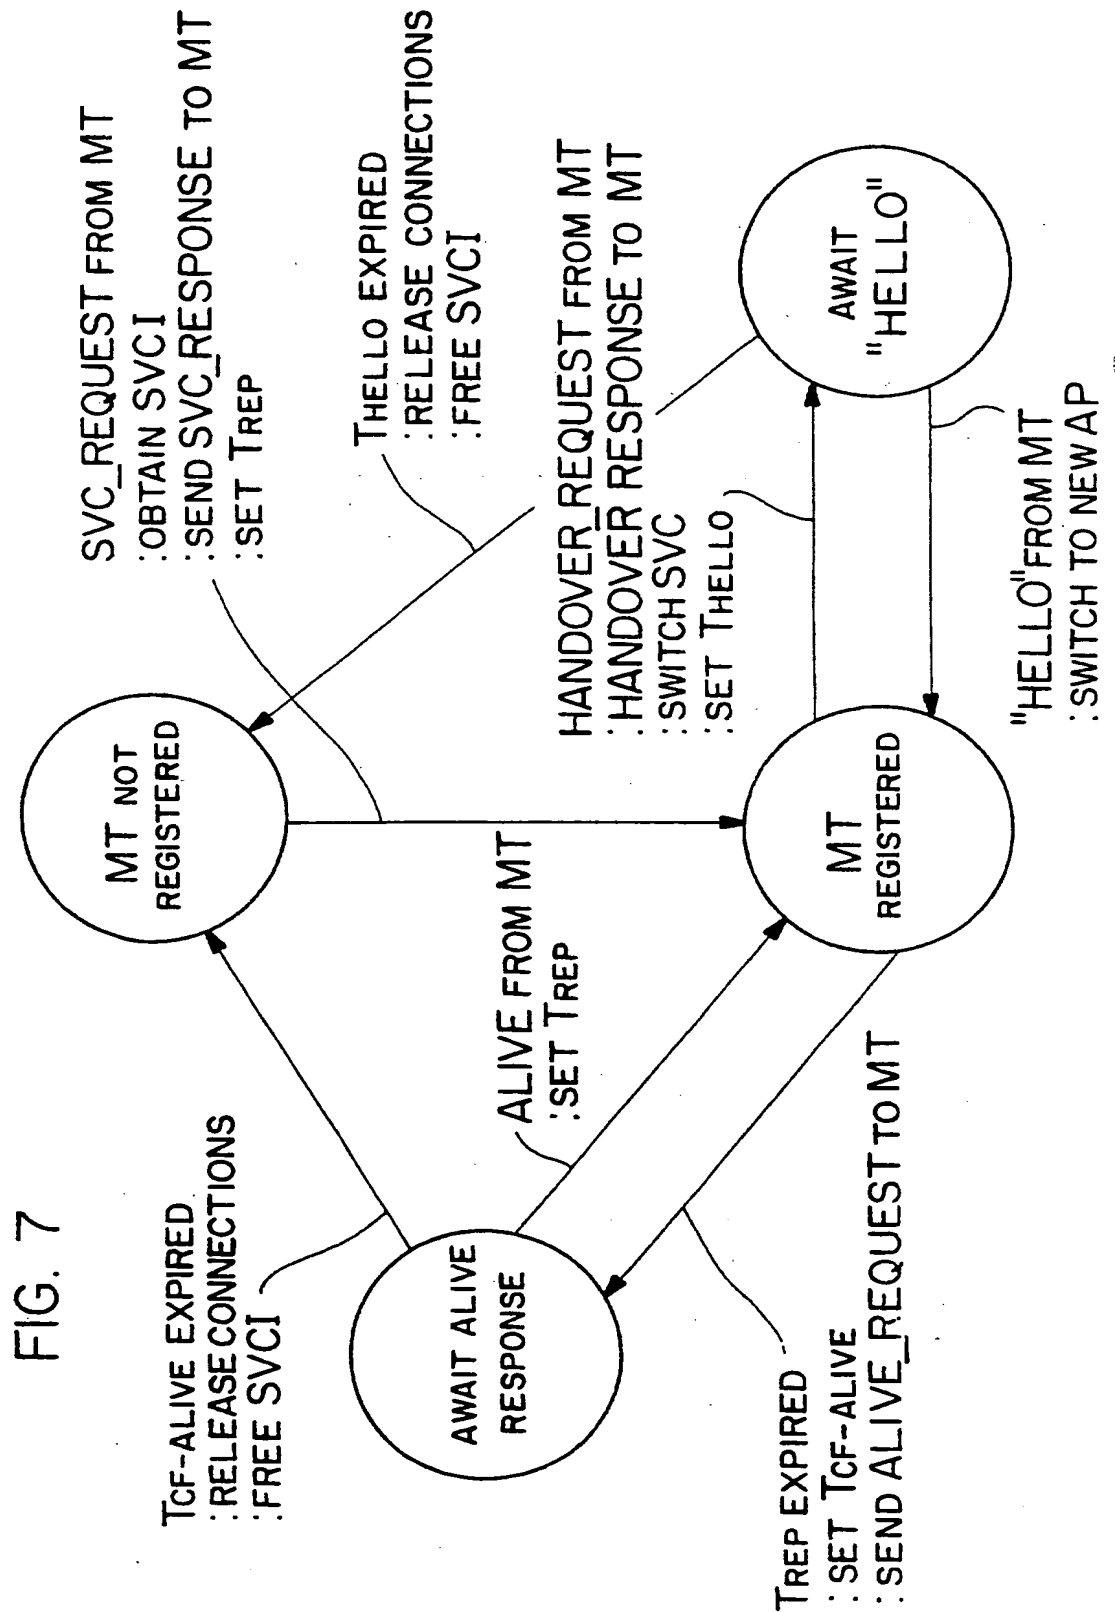 FIG. 7
MT NOT
REGISTERED
SVC_REQUEST FROM MT
:OBTAIN SVCI
:SEND SVC_RESPONSE TO MT
:SET TREP
TCF-ALIVE EXPIRED
:RELEASE CONNECTIONS
:FREE SVCI
THELLO EXPIRED
:RELEASE CONNECTIONS
:FREE SVCI
AWAIT ALIVE
RESPONSE
ALIVE FROM MT
:SET TREP
HANDOVER_REQUEST FROM MT
:HANDOVER RESPONSE TO MT
:SWITCH SVC
:SET THELLO
TREP EXPIRED
:SET TCF-ALIVE
:SEND ALIVE_REQUEST TO MT
MT
REGISTERED
AWAIT
"HELLO"
"HELLO" FROM MT
:SWITCH TO NEW AP